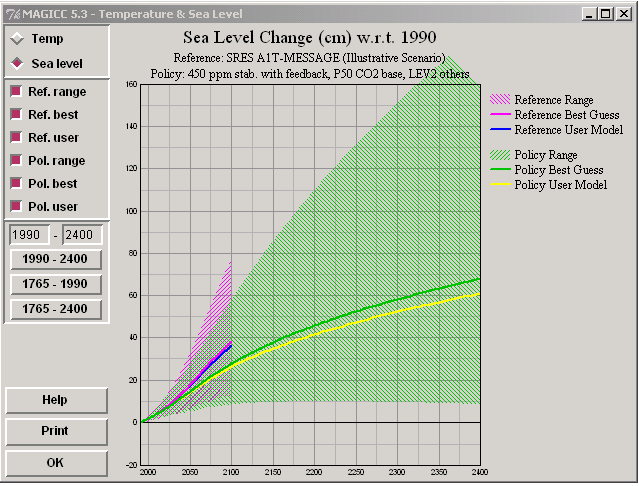 MAGICC 5.3 - Temperature & Sea Level
Temp
Sea level
Ref. range
Ref. best
Ref. user
Pol. range
Pol. best
Pol. user
1990 - 2400
1990 - 2400
1765 - 1990
1765 - 2400
Help
Print
OK
Sea Level Change (cm) w.r.t. 1990
Reference: SRES A1T-MESSAGE (Illustrative Scenario)
Policy: 450 ppm stab. with feedback, P50 CO2 base, LEV2 others
160
140
120
100
80
60
40
20
0
-20
2000 2050 2100 2150 2200 2250 2300 2350 2400
Reference Range
Reference Best Guess
Reference User Model
Policy Range
Policy Best Guess
Policy User Model